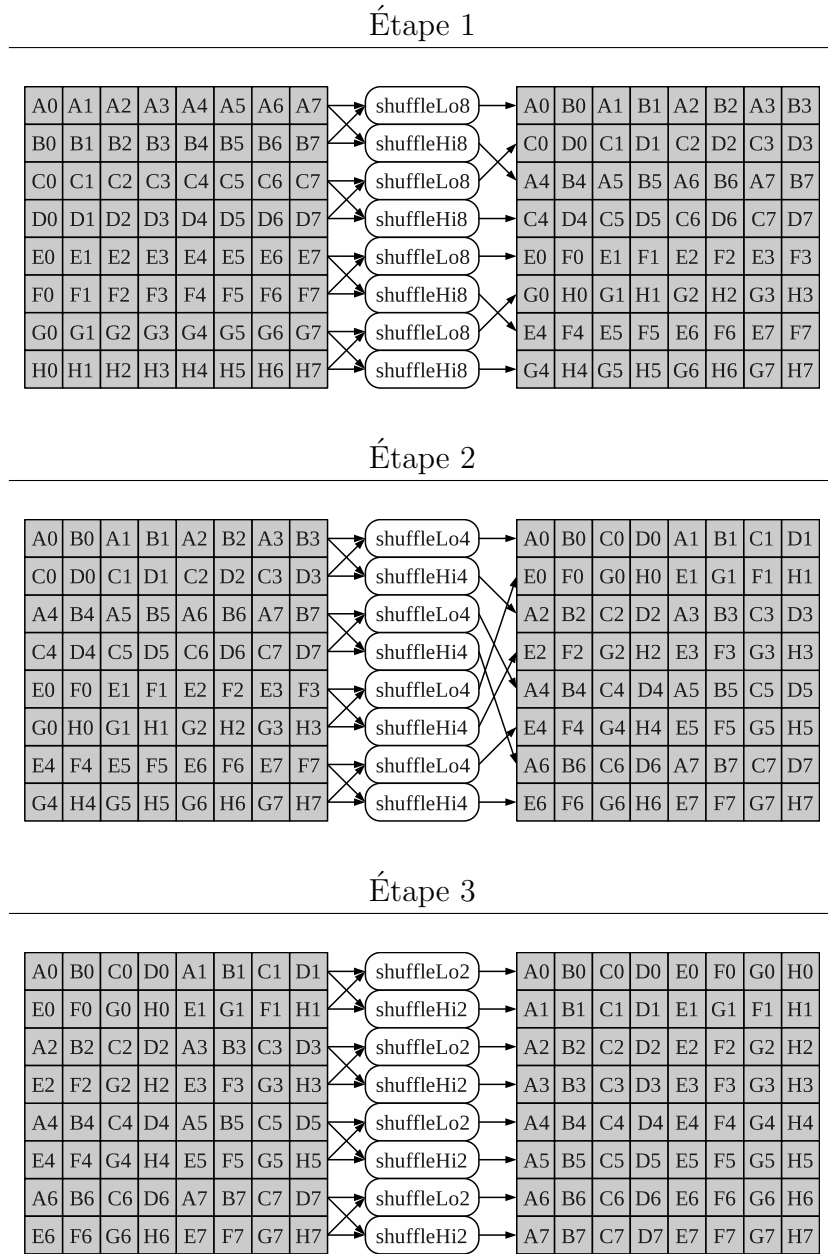 Étape 1
A0 A1 A2 A3 A4 A5 A6 A7 shuffleLo8 A0 B0 A1 B1 A2 B2 A3 B3
B0 B1 B2 B3 B4 B5 B6 B7 shuffleHi8 C0 D0 C1 D1 C2 D2 C3 D3
C0 C1 C2 C3 C4 C5 C6 C7 shuffleLo8 A4 B4 A5 B5 A6 B6 A7 B7
D0 D1 D2 D3 D4 D5 D6 D7 shuffleHi8 C4 D4 C5 D5 C6 D6 C7 D7
E0 E1 E2 E3 E4 E5 E6 E7 shuffleLo8 E0 F0 E1 F1 E2 F2 E3 F3
F0 F1 F2 F3 F4 F5 F6 F7 shuffleHi8 G0 H0 G1 H1 G2 H2 G3 H3
G0 G1 G2 G3 G4 G5 G6 G7 shuffleLo8 E4 F4 E5 F5 E6 F6 E7 F7
H0 H1 H2 H3 H4 H5 H6 H7 shuffleHi8 G4 H4 G5 H5 G6 H6 G7 H7
Étape 2
A0 B0 A1 B1 A2 B2 A3 B3 shuffleLo4 A0 B0 C0 D0 A1 B1 C1 D1
C0 D0 C1 D1 C2 D2 C3 D3 shuffleHi4 E0 F0 G0 H0 E1 G1 F1 H1
A4 B4 A5 B5 A6 B6 A7 B7 shuffleLo4 A2 B2 C2 D2 A3 B3 C3 D3
C4 D4 C5 D5 C6 D6 C7 D7 shuffleHi4 E2 F2 G2 H2 E3 F3 G3 H3
E0 F0 E1 F1 E2 F2 E3 F3 shuffleLo4 A4 B4 C4 D4 A5 B5 C5 D5
G0 H0 G1 H1 G2 H2 G3 H3 shuffleHi4 E4 F4 G4 H4 E5 F5 G5 H5
E4 F4 E5 F5 E6 F6 E7 F7 shuffleLo4 A6 B6 C6 D6 A7 B7 C7 D7
G4 H4 G5 H5 G6 H6 G7 H7 shuffleHi4 E6 F6 G6 H6 E7 F7 G7 H7
Étape 3
A0 B0 C0 D0 A1 B1 C1 D1 shuffleLo2 A0 B0 C0 D0 E0 F0 G0 H0
E0 F0 G0 H0 E1 G1 F1 H1 shuffleHi2 A1 B1 C1 D1 E1 G1 F1 H1
A2 B2 C2 D2 A3 B3 C3 D3 shuffleLo2 A2 B2 C2 D2 E2 F2 G2 H2
E2 F2 G2 H2 E3 F3 G3 H3 shuffleHi2 A3 B3 C3 D3 E3 F3 G3 H3
A4 B4 C4 D4 A5 B5 C5 D5 shuffleLo2 A4 B4 C4 D4 E4 F4 G4 H4
E4 F4 G4 H4 E5 F5 G5 H5 shuffleHi2 A5 B5 C5 D5 E5 F5 G5 H5
A6 B6 C6 D6 A7 B7 C7 D7 shuffleLo2 A6 B6 C6 D6 E6 F6 G6 H6
E6 F6 G6 H6 E7 F7 G7 H7 shuffleHi2 A7 B7 C7 D7 E7 F7 G7 H7